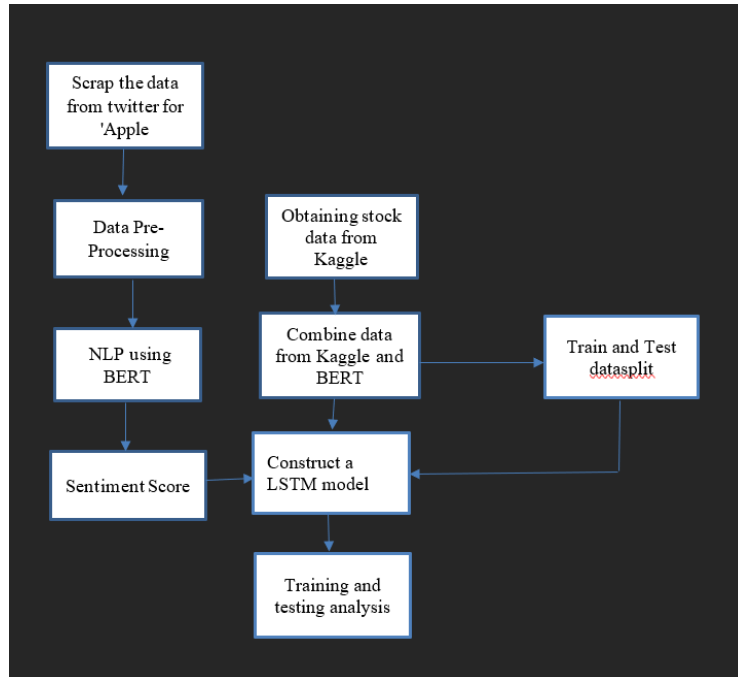 Scrap the data
from twitter for
'Apple
Data Pre-
Processing
NLP using
BERT
Sentiment Score
Obtaining stock
data from
Kaggle
Combine data
from Kaggle and
BERT
Train and Test
datasplit
Construct a
LSTM model
Training and
testing analysis